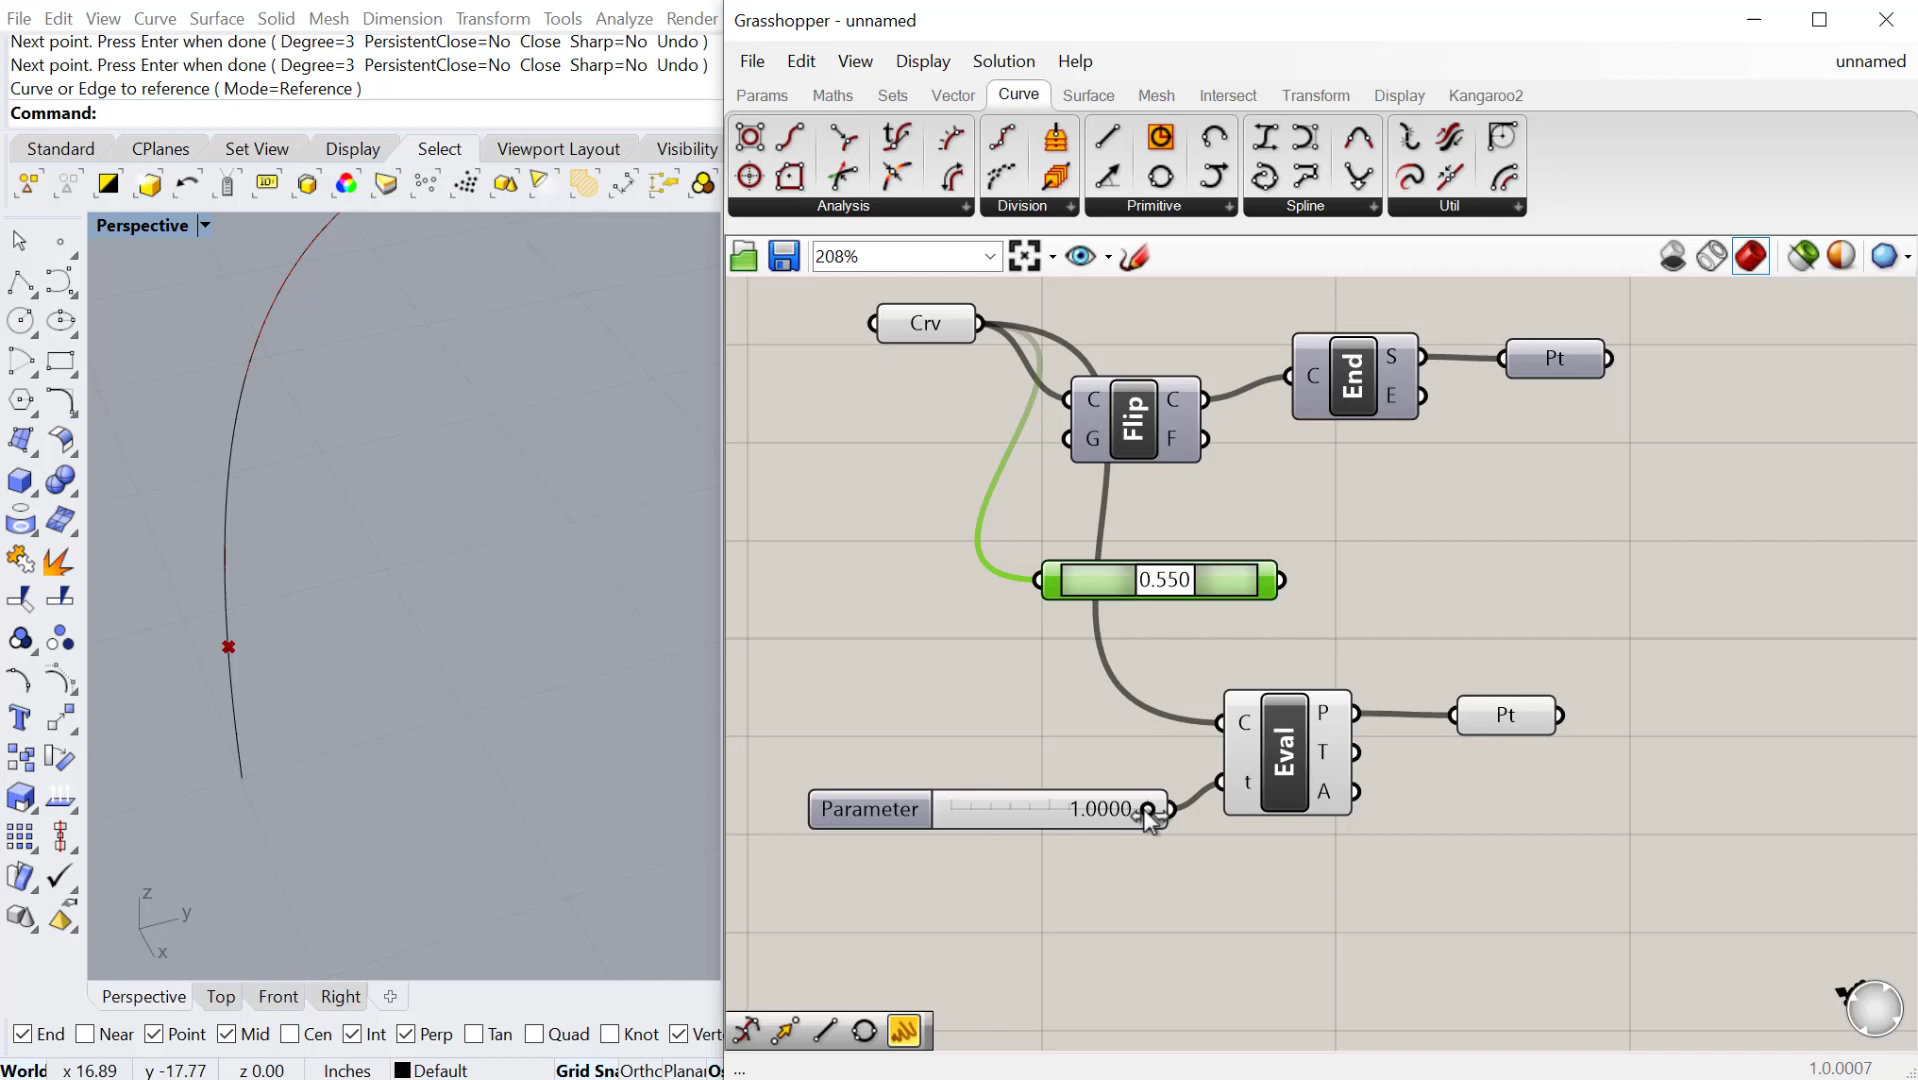 File Edit View Curve Surface Solid Mesh Dimension Transform Tools Analyze Render
Next point. Press Enter when done ( Degree=3 PersistentClose=No Close Sharp=No Undo )
Next point. Press Enter when done ( Degree=3 PersistentClose=No Close Sharp=No Undo )
Curve or Edge to reference ( Mode=Reference )
Command:
Standard CPlanes Set View Display Select Viewport Layout Visibility
Perspective
z
y
x
Perspective Top Front Right
End Near Point Mid Cen Int Perp Tan Quad Knot Verte
World x 16.89 y -17.77 z 0.00 Inches Default Grid Sna Ortho Planar Os
Grasshopper - unnamed
File Edit View Display Solution Help unnamed
Params Maths Sets Vector Curve Surface Mesh Intersect Transform Display Kangaroo2
Analysis Division Primitive Spline Util
208%
Crv
C Flip C
G F
C End S
E
Pt
0.550
C Eval P
t T
A
Pt
Parameter 1.0000
... 1.0.0007